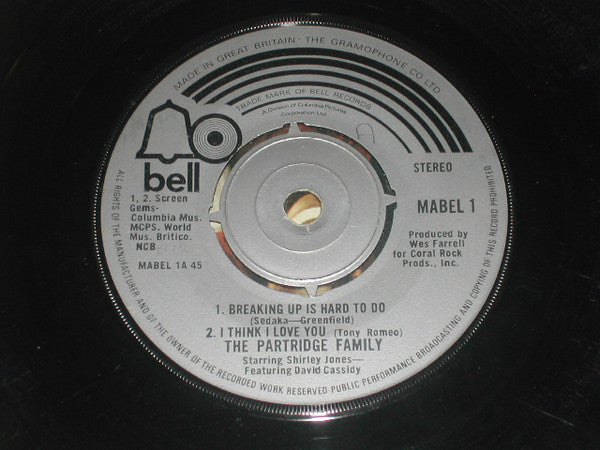 MADE IN GREAT BRITAIN · THE GRAMOPHONE CO LTD
TRADE MARK OF BELL RECORDS
A Division of Columbia Pictures
Corporation Ltd
A
bell
STEREO
1, 2. Screen
Gems-
Columbia Mus.
MCPS. World
Mus. Britico.
NCB
MABEL 1
Produced by
Wes Farrell
for Coral Rock
Prods., Inc.
MABEL 1A 45
1. BREAKING UP IS HARD TO DO
(Sedaka—Greenfield)
2. I THINK I LOVE YOU (Tony Romeo)
THE PARTRIDGE FAMILY
Starring Shirley Jones—
Featuring David Cassidy
ALL RIGHTS OF THE MANUFACTURER AND OF THE OWNER OF THE RECORDED WORK RESERVED·PUBLIC PERFORMANCE BROADCASTING AND COPYING OF THIS RECORD PROHIBITED